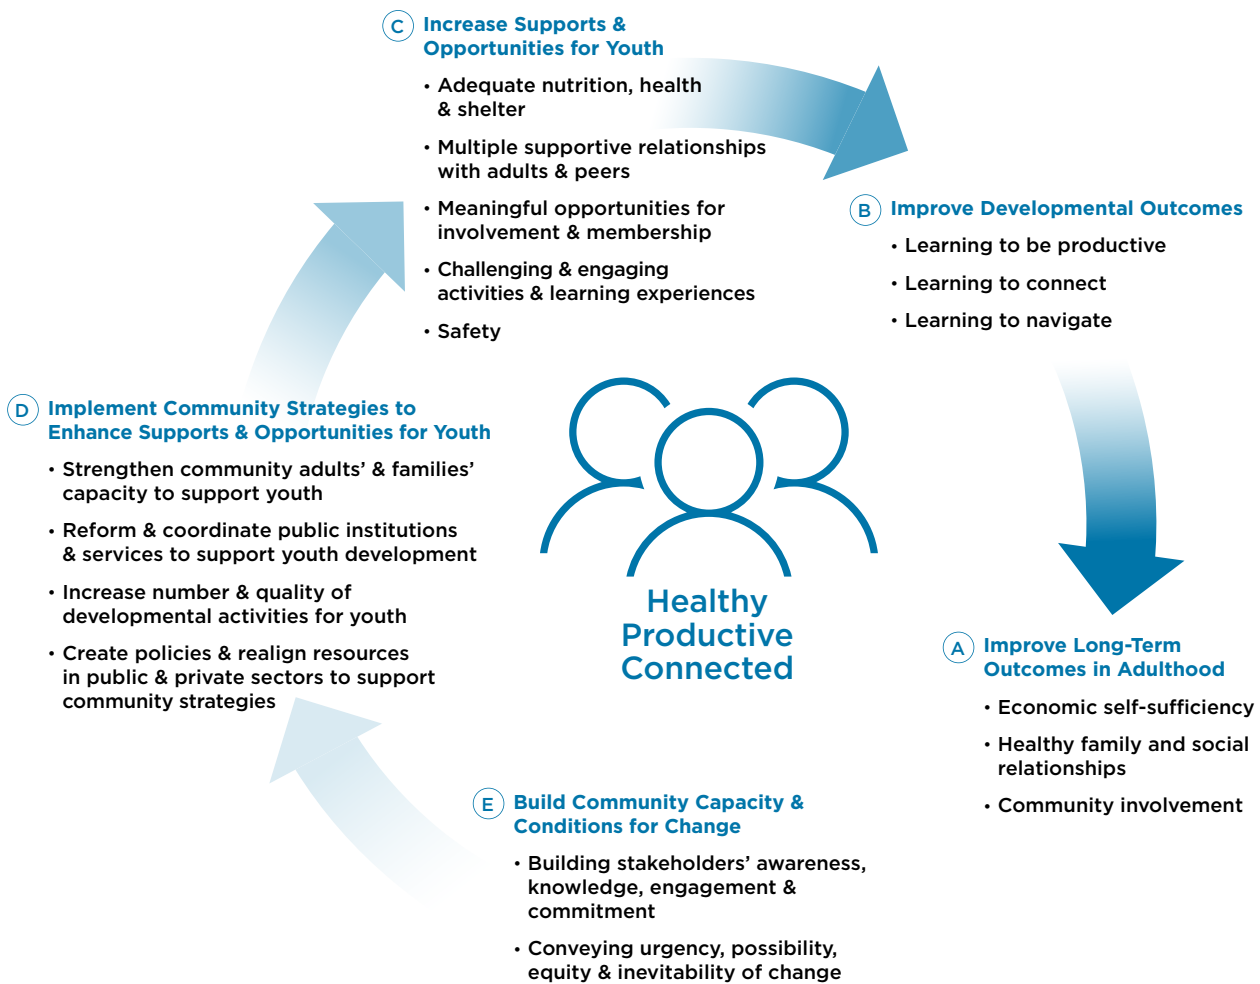 C Increase Supports &
Opportunities for Youth
• Adequate nutrition, health
& shelter
• Multiple supportive relationships
with adults & peers
• Meaningful opportunities for
involvement & membership
• Challenging & engaging
activities & learning experiences
• Safety
B Improve Developmental Outcomes
• Learning to be productive
• Learning to connect
• Learning to navigate
D Implement Community Strategies to
Enhance Supports & Opportunities for Youth
• Strengthen community adults’ & families’
capacity to support youth
• Reform & coordinate public institutions
& services to support youth development
• Increase number & quality of
developmental activities for youth
• Create policies & realign resources
in public & private sectors to support
community strategies
Healthy
Productive
Connected
A Improve Long-Term
Outcomes in Adulthood
• Economic self-sufficiency
• Healthy family and social
relationships
• Community involvement
E Build Community Capacity &
Conditions for Change
• Building stakeholders’ awareness,
knowledge, engagement &
commitment
• Conveying urgency, possibility,
equity & inevitability of change